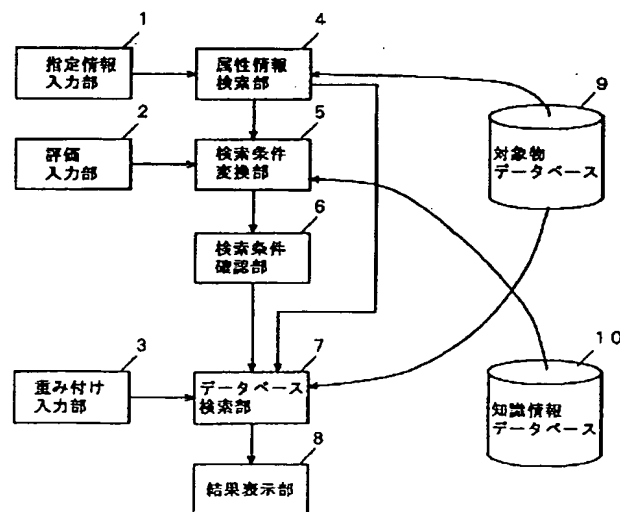 1
指定情報
入力部
4
属性情報
検索部
9
対象物
データベース
2
評価
入力部
5
検索条件
変換部
6
検索条件
確認部
3
重み付け
入力部
7
データベース
検索部
10
知識情報
データベース
8
結果表示部